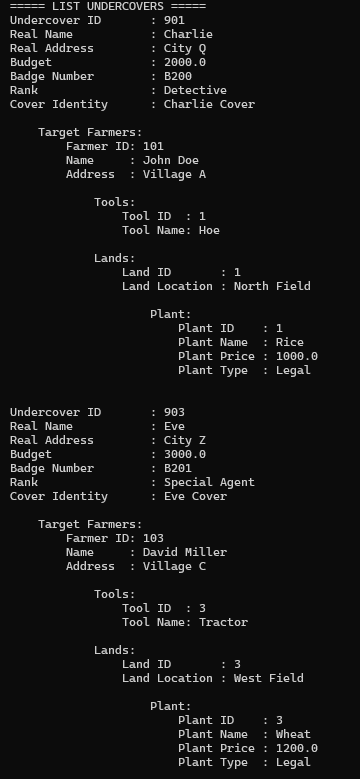 ===== LIST UNDERCOVERS =====
Undercover ID       : 901
Real Name           : Charlie
Real Address        : City Q
Budget              : 2000.0
Badge Number        : B200
Rank                : Detective
Cover Identity      : Charlie Cover

    Target Farmers:
        Farmer ID: 101
        Name     : John Doe
        Address  : Village A

            Tools:
                Tool ID  : 1
                Tool Name: Hoe

            Lands:
                Land ID       : 1
                Land Location : North Field

                    Plant:
                        Plant ID    : 1
                        Plant Name  : Rice
                        Plant Price : 1000.0
                        Plant Type  : Legal


Undercover ID       : 903
Real Name           : Eve
Real Address        : City Z
Budget              : 3000.0
Badge Number        : B201
Rank                : Special Agent
Cover Identity      : Eve Cover

    Target Farmers:
        Farmer ID: 103
        Name     : David Miller
        Address  : Village C

            Tools:
                Tool ID  : 3
                Tool Name: Tractor

            Lands:
                Land ID       : 3
                Land Location : West Field

                    Plant:
                        Plant ID    : 3
                        Plant Name  : Wheat
                        Plant Price : 1200.0
                        Plant Type  : Legal